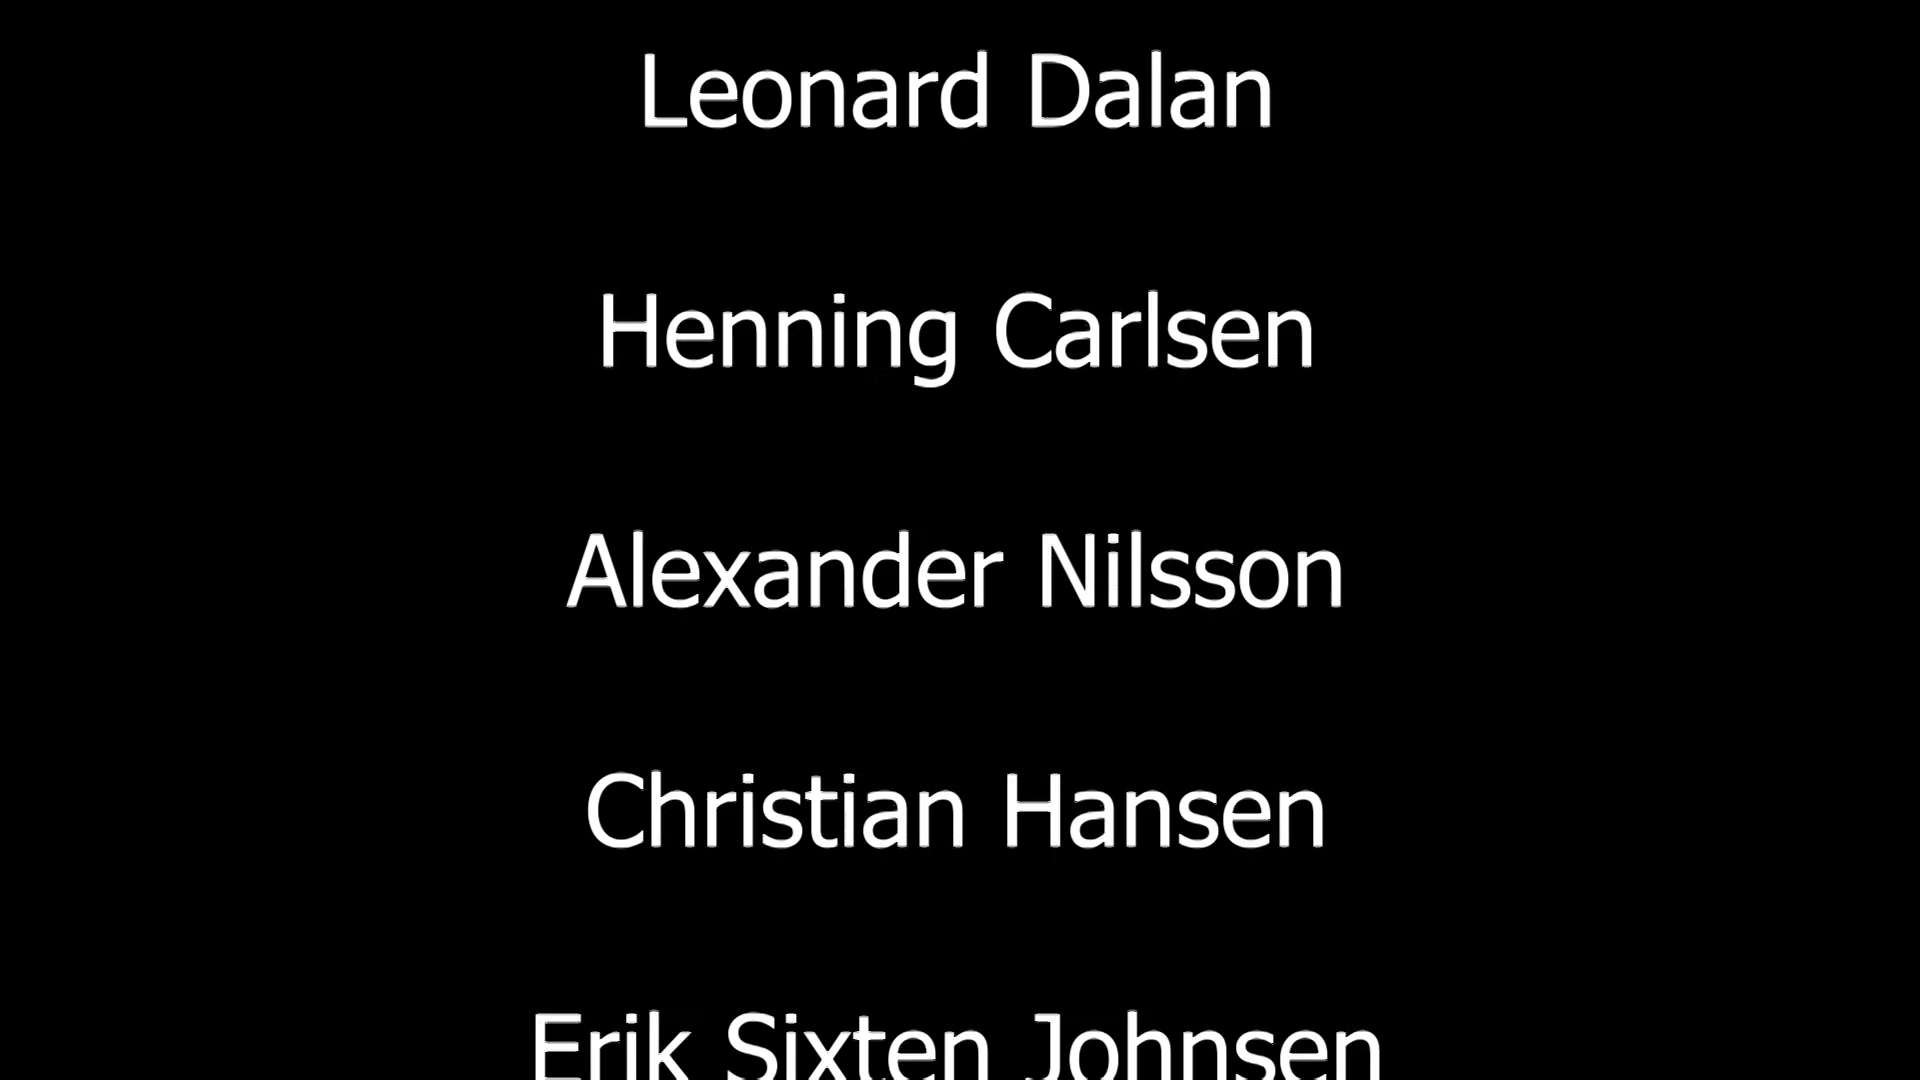 Leonard Dalan
Henning Carlsen
Alexander Nilsson
Christian Hansen
Erik Sixten Johnsen